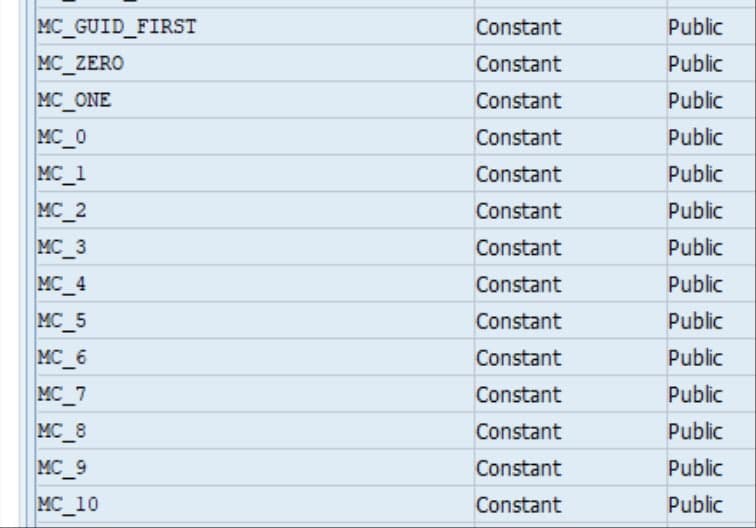 MC_GUID_FIRST Constant Public
MC_ZERO Constant Public
MC_ONE Constant Public
MC_0 Constant Public
MC_1 Constant Public
MC_2 Constant Public
MC_3 Constant Public
MC_4 Constant Public
MC_5 Constant Public
MC_6 Constant Public
MC_7 Constant Public
MC_8 Constant Public
MC_9 Constant Public
MC_10 Constant Public